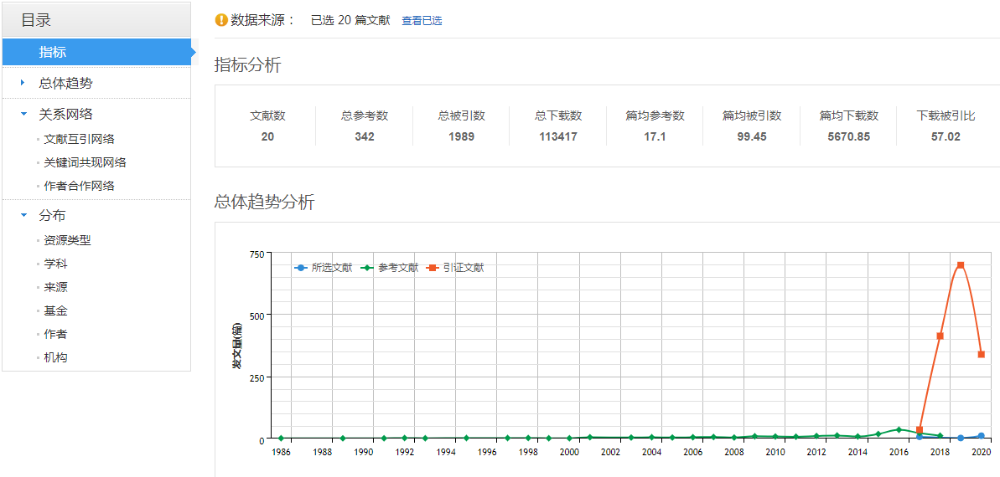 目录
指标
总体趋势
关系网络
文献互引网络
关键词共现网络
作者合作网络
分布
资源类型
学科
来源
基金
作者
机构
数据来源： 已选 20 篇文献 查看已选
指标分析
文献数 总参考数 总被引数 总下载数 篇均参考数 篇均被引数 篇均下载数 下载被引比
20 342 1989 113417 17.1 99.45 5670.85 57.02
总体趋势分析
所选文献 参考文献 引证文献
发文量(篇)
750
500
250
0
1986 1988 1990 1992 1994 1996 1998 2000 2002 2004 2006 2008 2010 2012 2014 2016 2018 2020